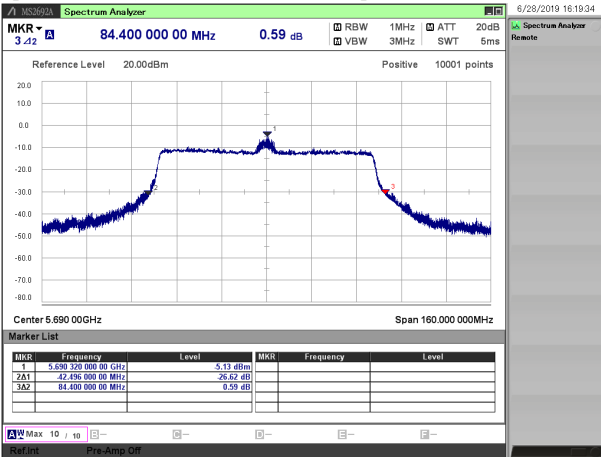 MS2692A Spectrum Analyzer
6/28/2019 16:19:34
MKR A 84.400 000 00 MHz 0.59 dB M RBW 1MHz M ATT 20dB
3 Δ2 M VBW 3MHz SWT 5ms
Spectrum Analyzer
Remote
Reference Level 20.00dBm Positive 10001 points
20.0
10.0
0.0
-10.0
-20.0
-30.0
-40.0
-50.0
-60.0
-70.0
-80.0
1
2
3
Center 5.690 00GHz Span 160.000 000MHz
Marker List
MKR Frequency Level MKR Frequency Level
1 5.690 320 000 00 GHz -5.13 dBm
2Δ1 -42.496 00 000 MHz -26.62 dB
3Δ2 84.400 000 00 MHz 0.59 dB
A W Max 10 / 10 B — C — D — E — F —
Ref.Int Pre-Amp Off